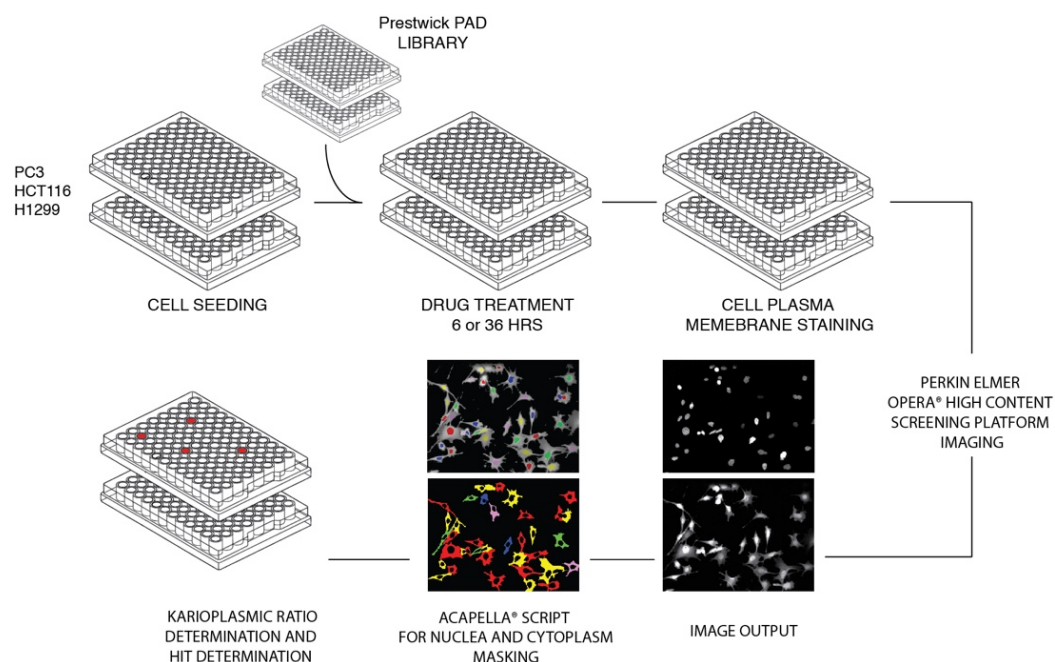 Prestwick PAD
LIBRARY
PC3
HCT116
H1299
CELL SEEDING
DRUG TREATMENT
6 or 36 HRS
CELL PLASMA
MEMEBRANE STAINING
PERKIN ELMER
OPERA® HIGH CONTENT
SCREENING PLATFORM
IMAGING
IMAGE OUTPUT
ACAPELLA® SCRIPT
FOR NUCLEA AND CYTOPLASM
MASKING
KARIOPLASMIC RATIO
DETERMINATION AND
HIT DETERMINATION